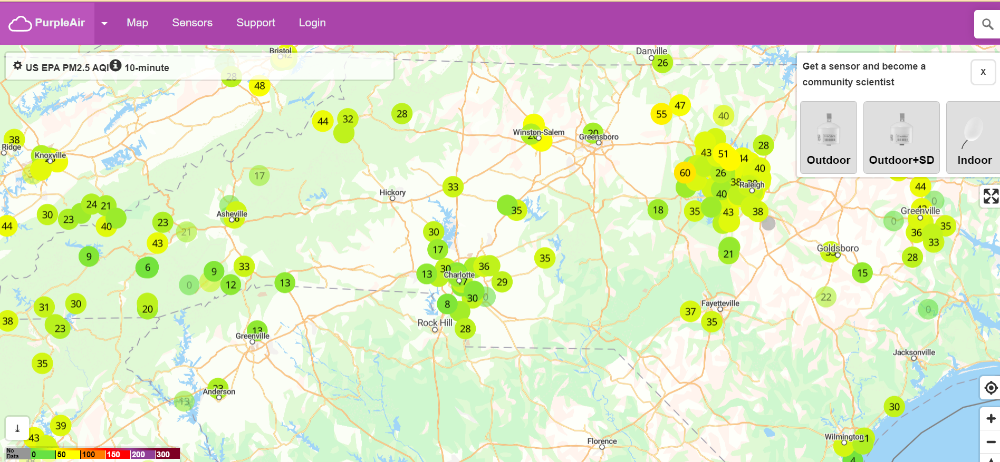 PurpleAir
Map
Sensors
Support
Login
US EPA PM2.5 AQI 10-minute
Get a sensor and become a
community scientist
X
Outdoor
Outdoor+SD
Indoor
Bristol
42
28
48
Danville
26
44
32
28
47
55
40
Winston-Salem
Greensboro
20
38
Ridge
Knoxville
17
43
51
28
60
26
40
38
Raleigh
40
44
33
Hickory
24
21
30
23
40
44
Asheville
23
21
43
35
18
35
43
38
0
Greenville
0
36
35
33
28
30
17
9
6
9
33
0
12
13
13
30
Charlotte
36
29
35
30
0
8
21
Goldsboro
15
22
0
31
30
20
38
23
Rock Hill
28
37
Fayetteville
35
13
Greenville
35
Jacksonville
23
Anderson
13
30
39
43
Florence
Wilmington
31
4
No
Data
0
50
100
150
200
300